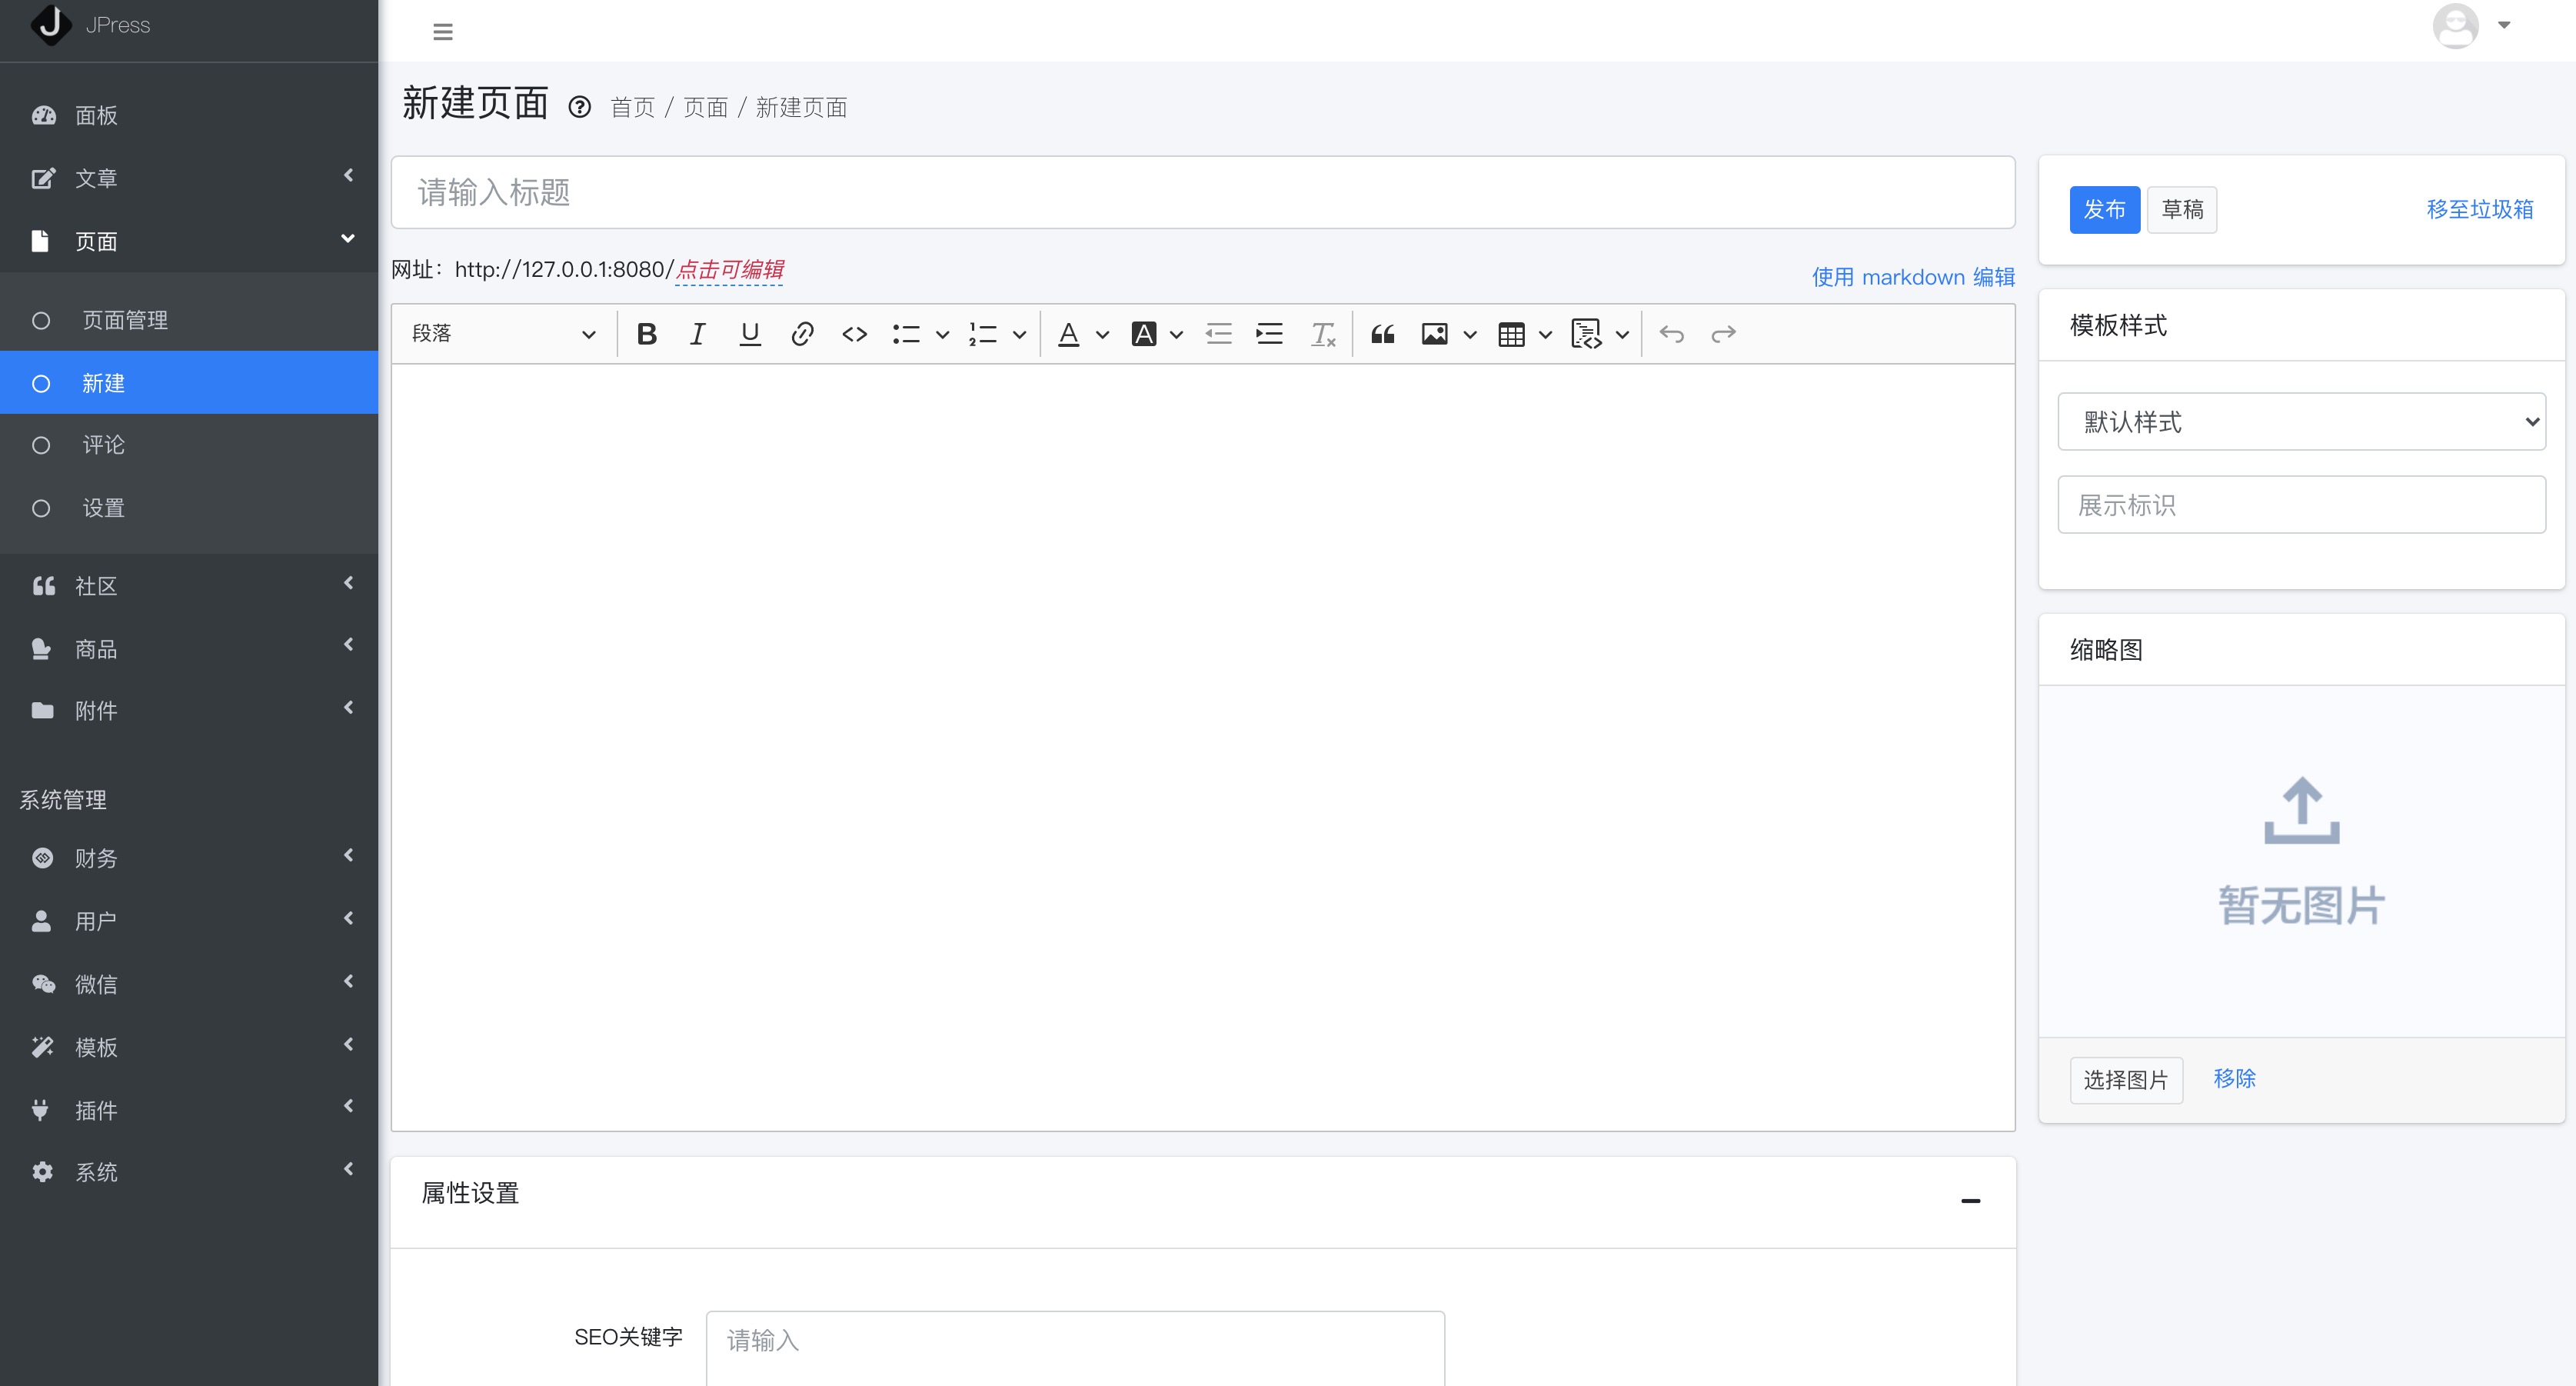 JPress
面板
文章
页面
页面管理
新建
评论
设置
社区
商品
附件
系统管理
财务
用户
微信
模板
插件
系统
新建页面 首页 / 页面 / 新建页面
请输入标题
网址：http://127.0.0.1:8080/点击可编辑
使用 markdown 编辑
段落
属性设置
SEO关键字 请输入
发布 草稿 移至垃圾箱
模板样式
默认样式
展示标识
缩略图
暂无图片
选择图片 移除